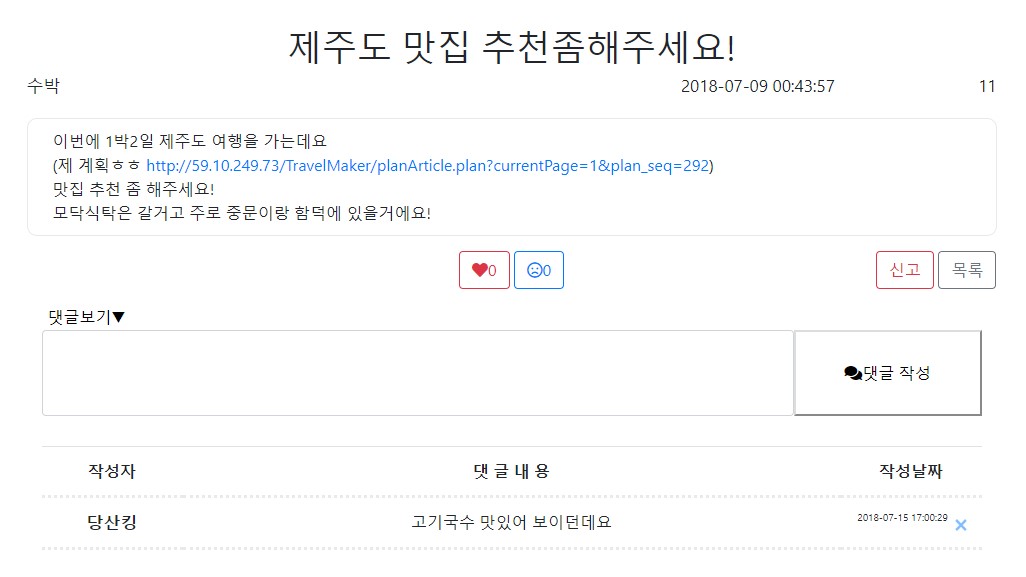 제주도 맛집 추천좀해주세요!
수박 2018-07-09 00:43:57 11
이번에 1박2일 제주도 여행을 가는데요
(제 계획ㅎㅎ http://59.10.249.73/TravelMaker/planArticle.plan?currentPage=1&plan_seq=292)
맛집 추천 좀 해주세요!
모닥식탁은 갈거고 주로 중문이랑 함덕에 있을거에요!
0 0 신고 목록
댓글보기▼
댓글 작성
작성자 댓 글 내 용 작성날짜
당산킹 고기국수 맛있어 보이던데요 2018-07-15 17:00:29